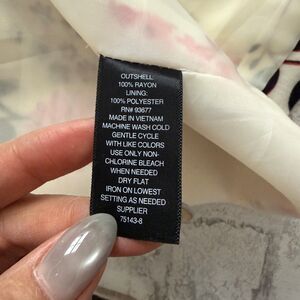 OUTSHELL:
100% RAYON
LINING:
100% POLYESTER
RN# 93677
MADE IN VIETNAM
MACHINE WASH COLD
GENTLE CYCLE
WITH LIKE COLORS
USE ONLY NON-
CHLORINE BLEACH
WHEN NEEDED
DRY FLAT
IRON ON LOWEST
SETTING AS NEEDED
SUPPLIER
75143-8